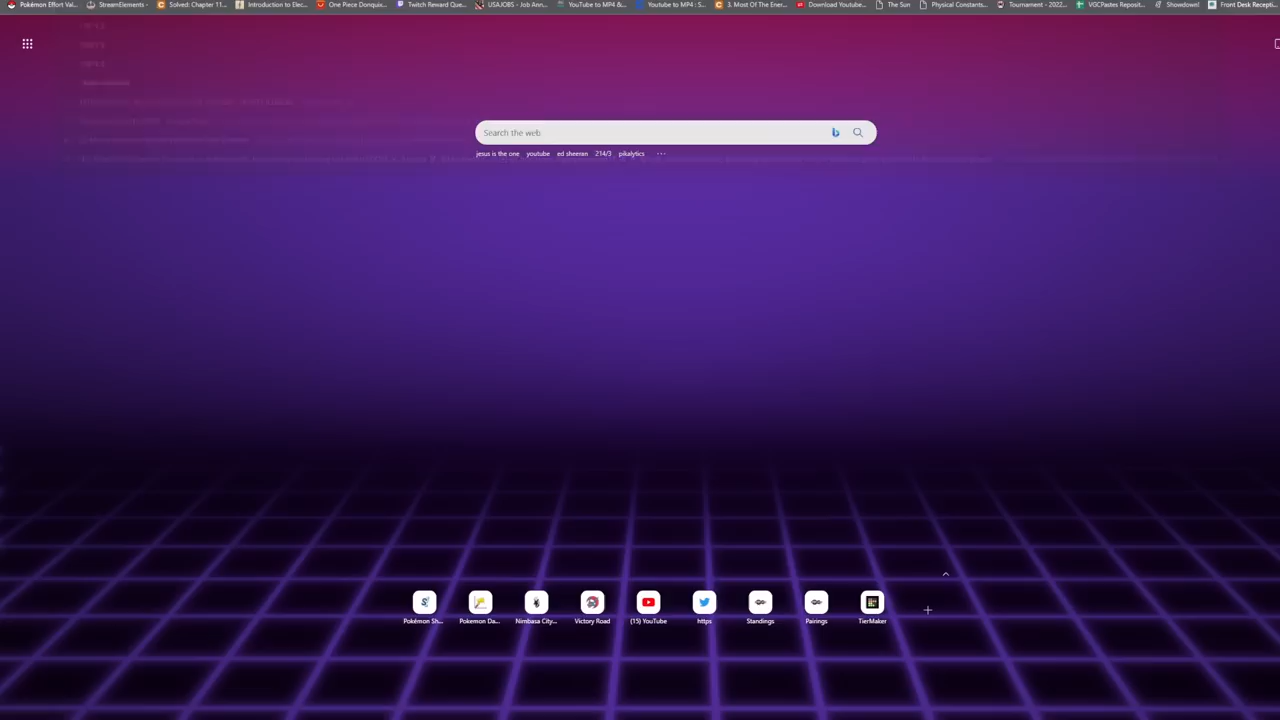 Pokémon Effort Val... StreamElements - Solved: Chapter 11... Introduction to Elec... One Piece Donquix... Twitch Reward Que... USAJOBS - Job Ann... YouTube to MP4 &... Youtube to MP4 : S... 3. Most Of The Ener... Download Youtube... The Sun Physical Constants... Tournament - 2022... VGCPastes Reposit... Showdown! Front Desk Recepti...
Search the web
jesus is the one youtube ed sheeran 214/3 pikalytics ...
Pokémon Sh... Pokemon Da... Nimbasa City... Victory Road (15) YouTube https Standings Pairings TierMaker